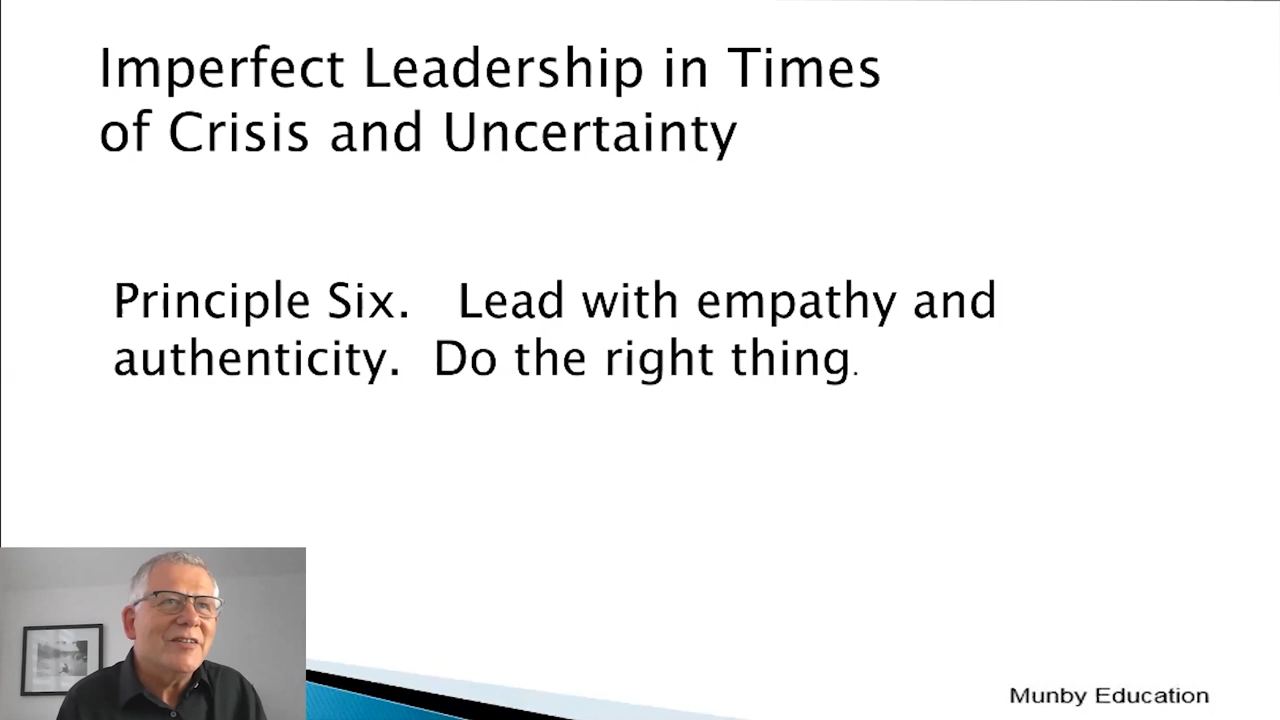 Imperfect Leadership in Times
of Crisis and Uncertainty
Principle Six. Lead with empathy and
authenticity. Do the right thing.
Munby Education